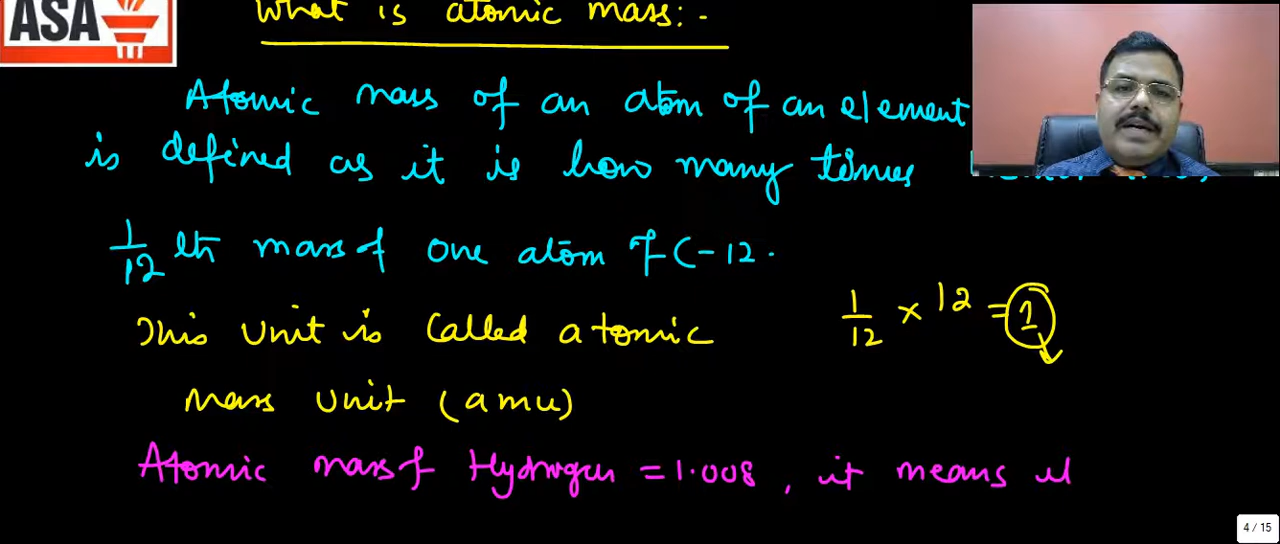 ASA
What is atomic mass:-
Atomic mass of an atom of an element
is defined as it is how many times
1/12 th mass of one atom of C-12.
1/12 × 12 = 1
This unit is called atomic
mass unit (amu)
Atomic mass of Hydrogen = 1.008, it means
4 / 15